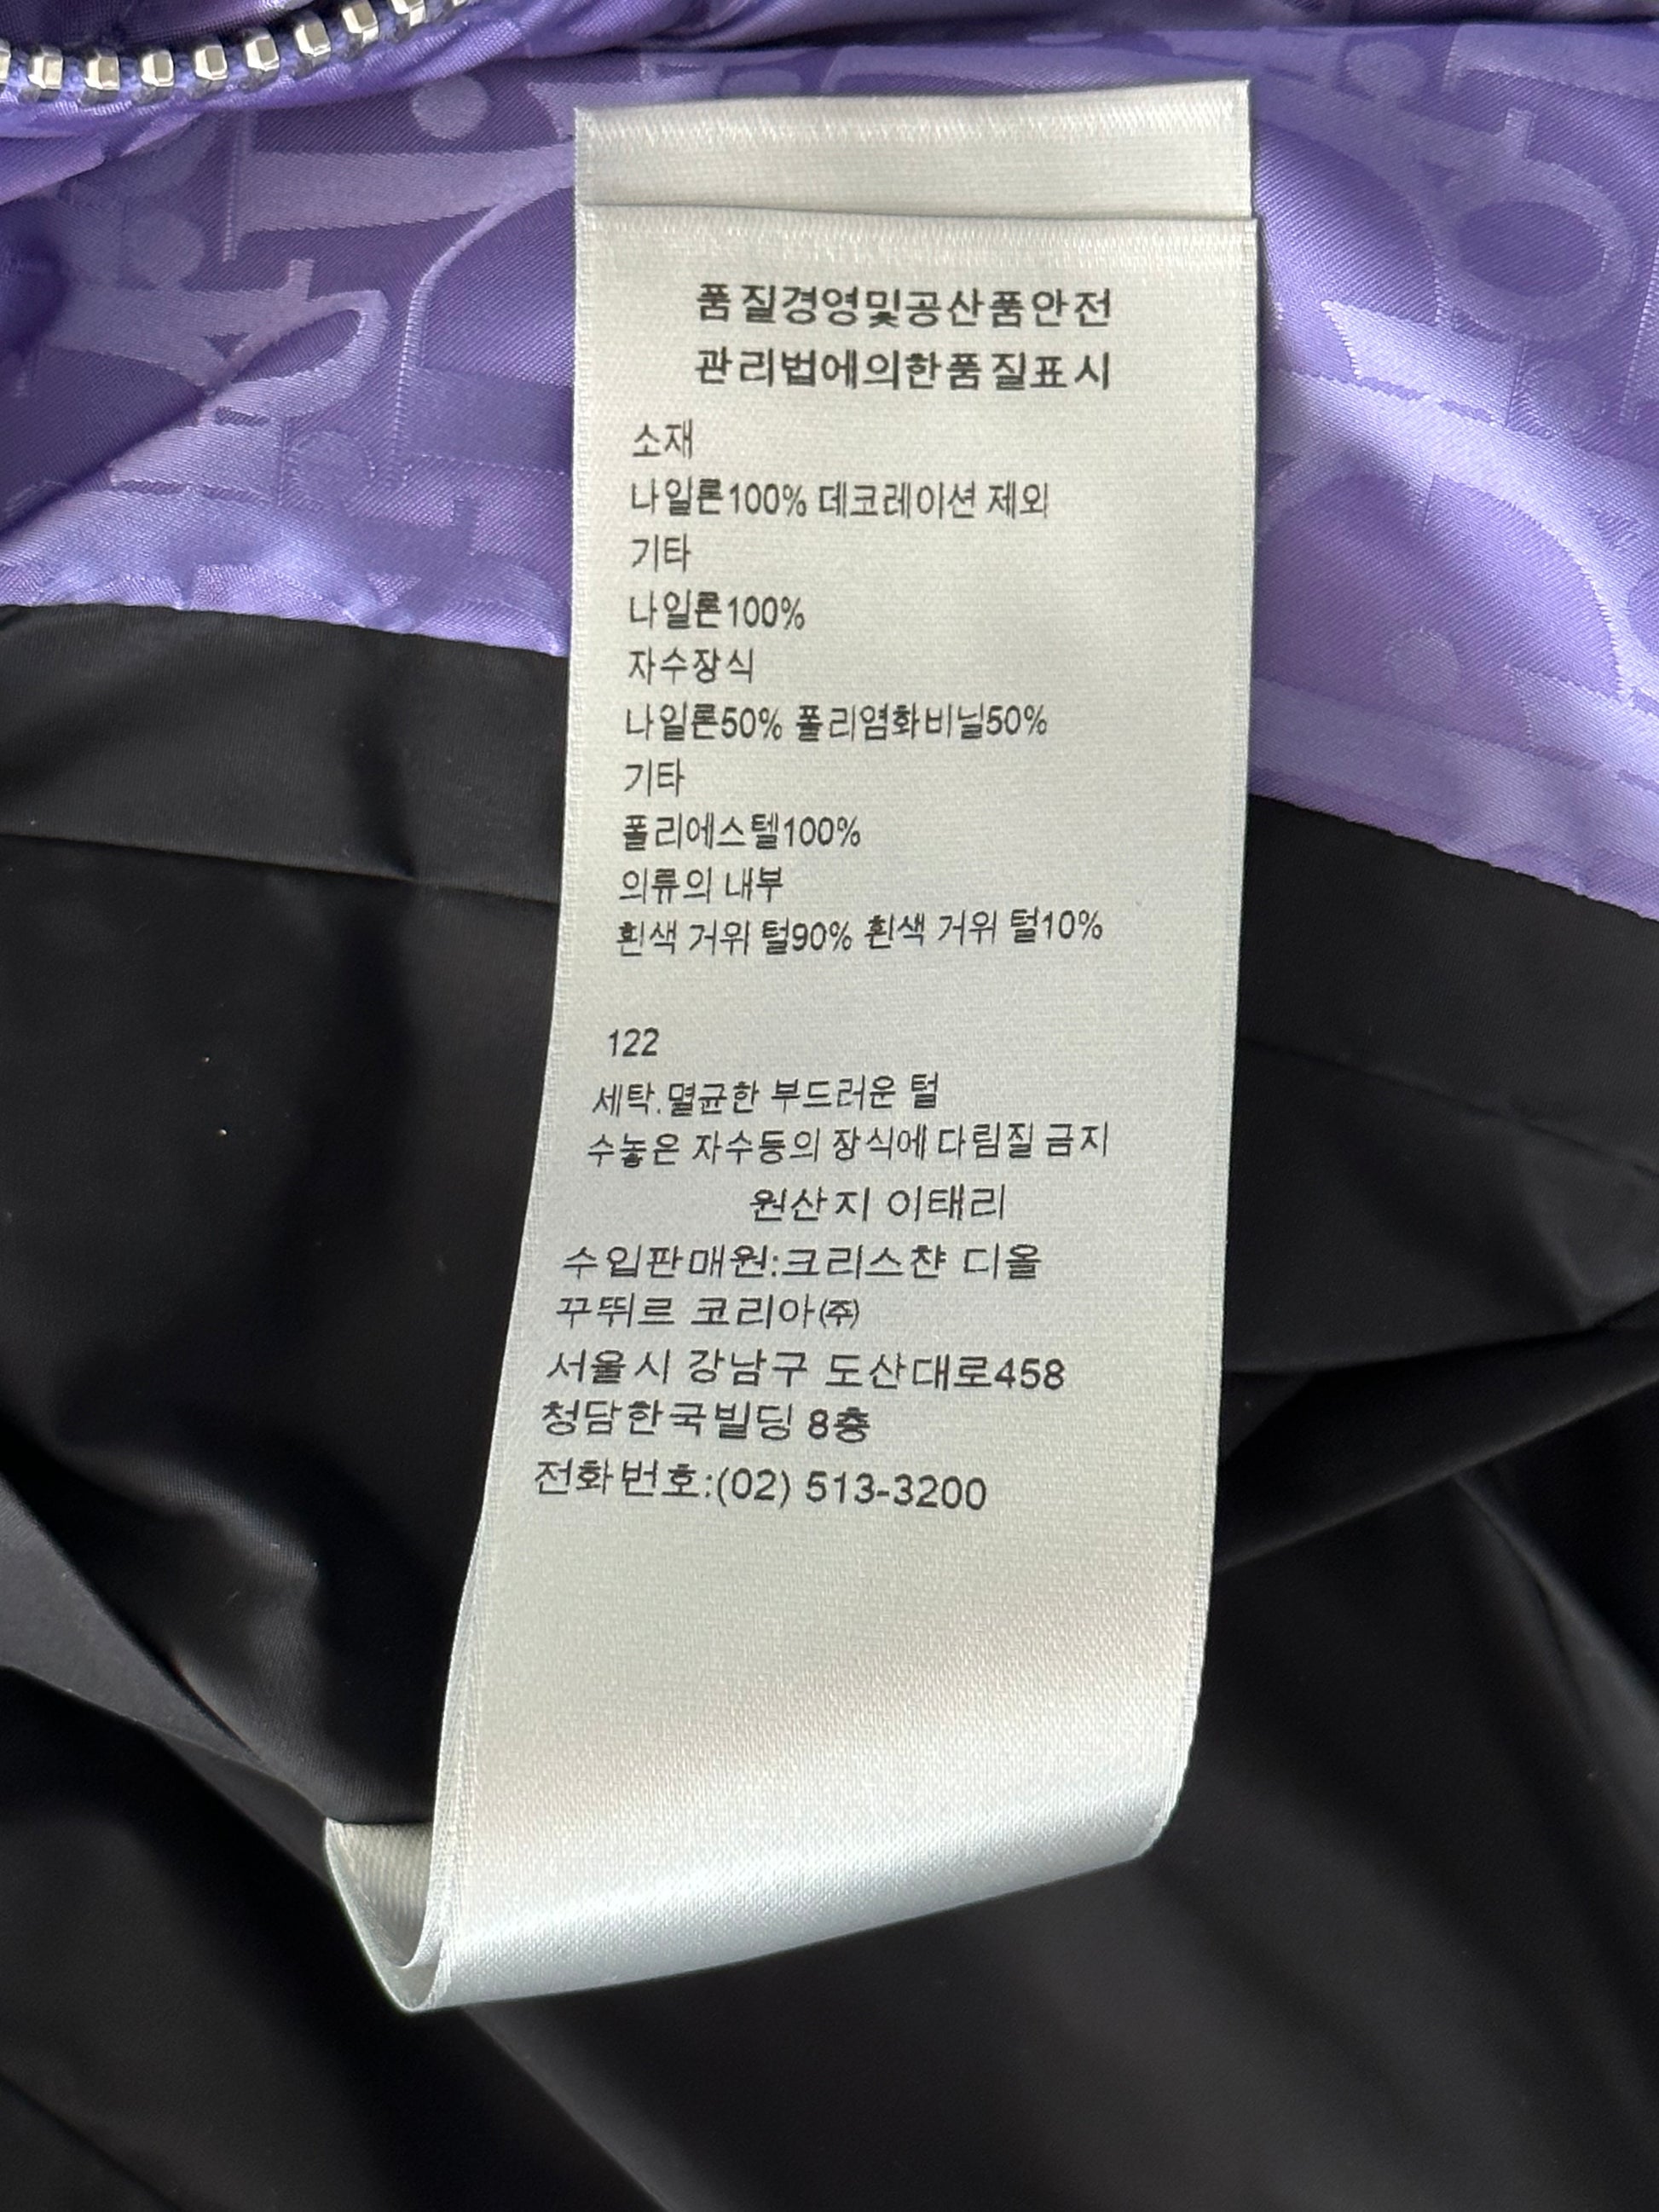 품질경영및공산품안전
관리법에의한품질표시
소재
나일론100% 데코레이션 제외
기타
나일론100%
자수장식
나일론50% 폴리염화비닐50%
기타
폴리에스텔100%
의류의 내부
흰색 거위 털90% 흰색 거위 털10%
122
세탁.멸균한 부드러운 털
수놓은 자수등의 장식에 다림질 금지
원산지 이태리
수입판매원:크리스챤 디올
꾸뛰르 코리아㈜
서울시 강남구 도산대로458
청담한국빌딩 8층
전화번호:(02) 513-3200